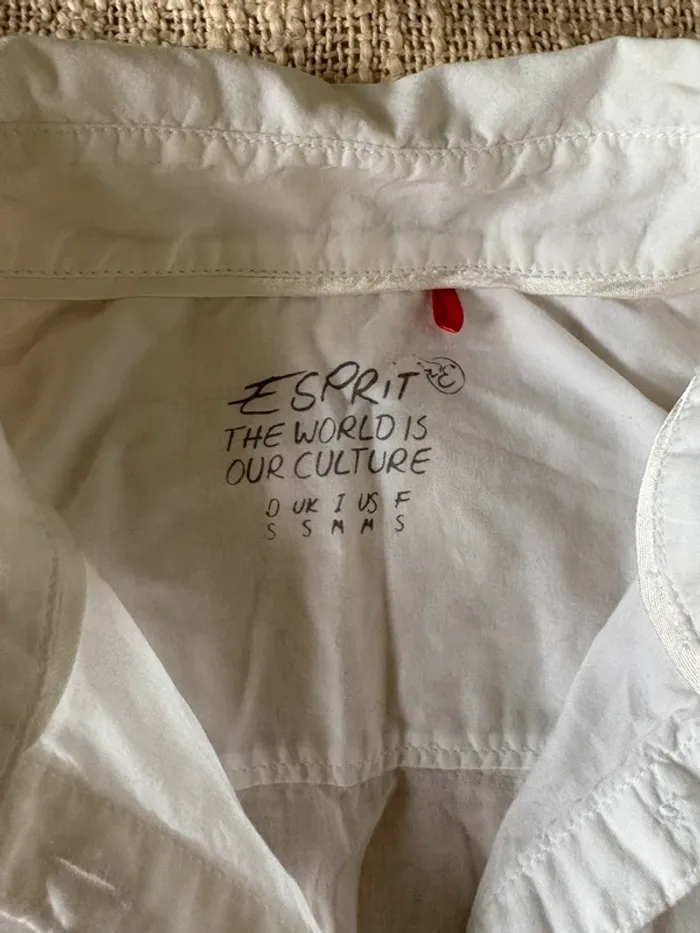 ESPRiT
THE WORLD IS
OUR CULTURE
D UK I US F
S S M M S